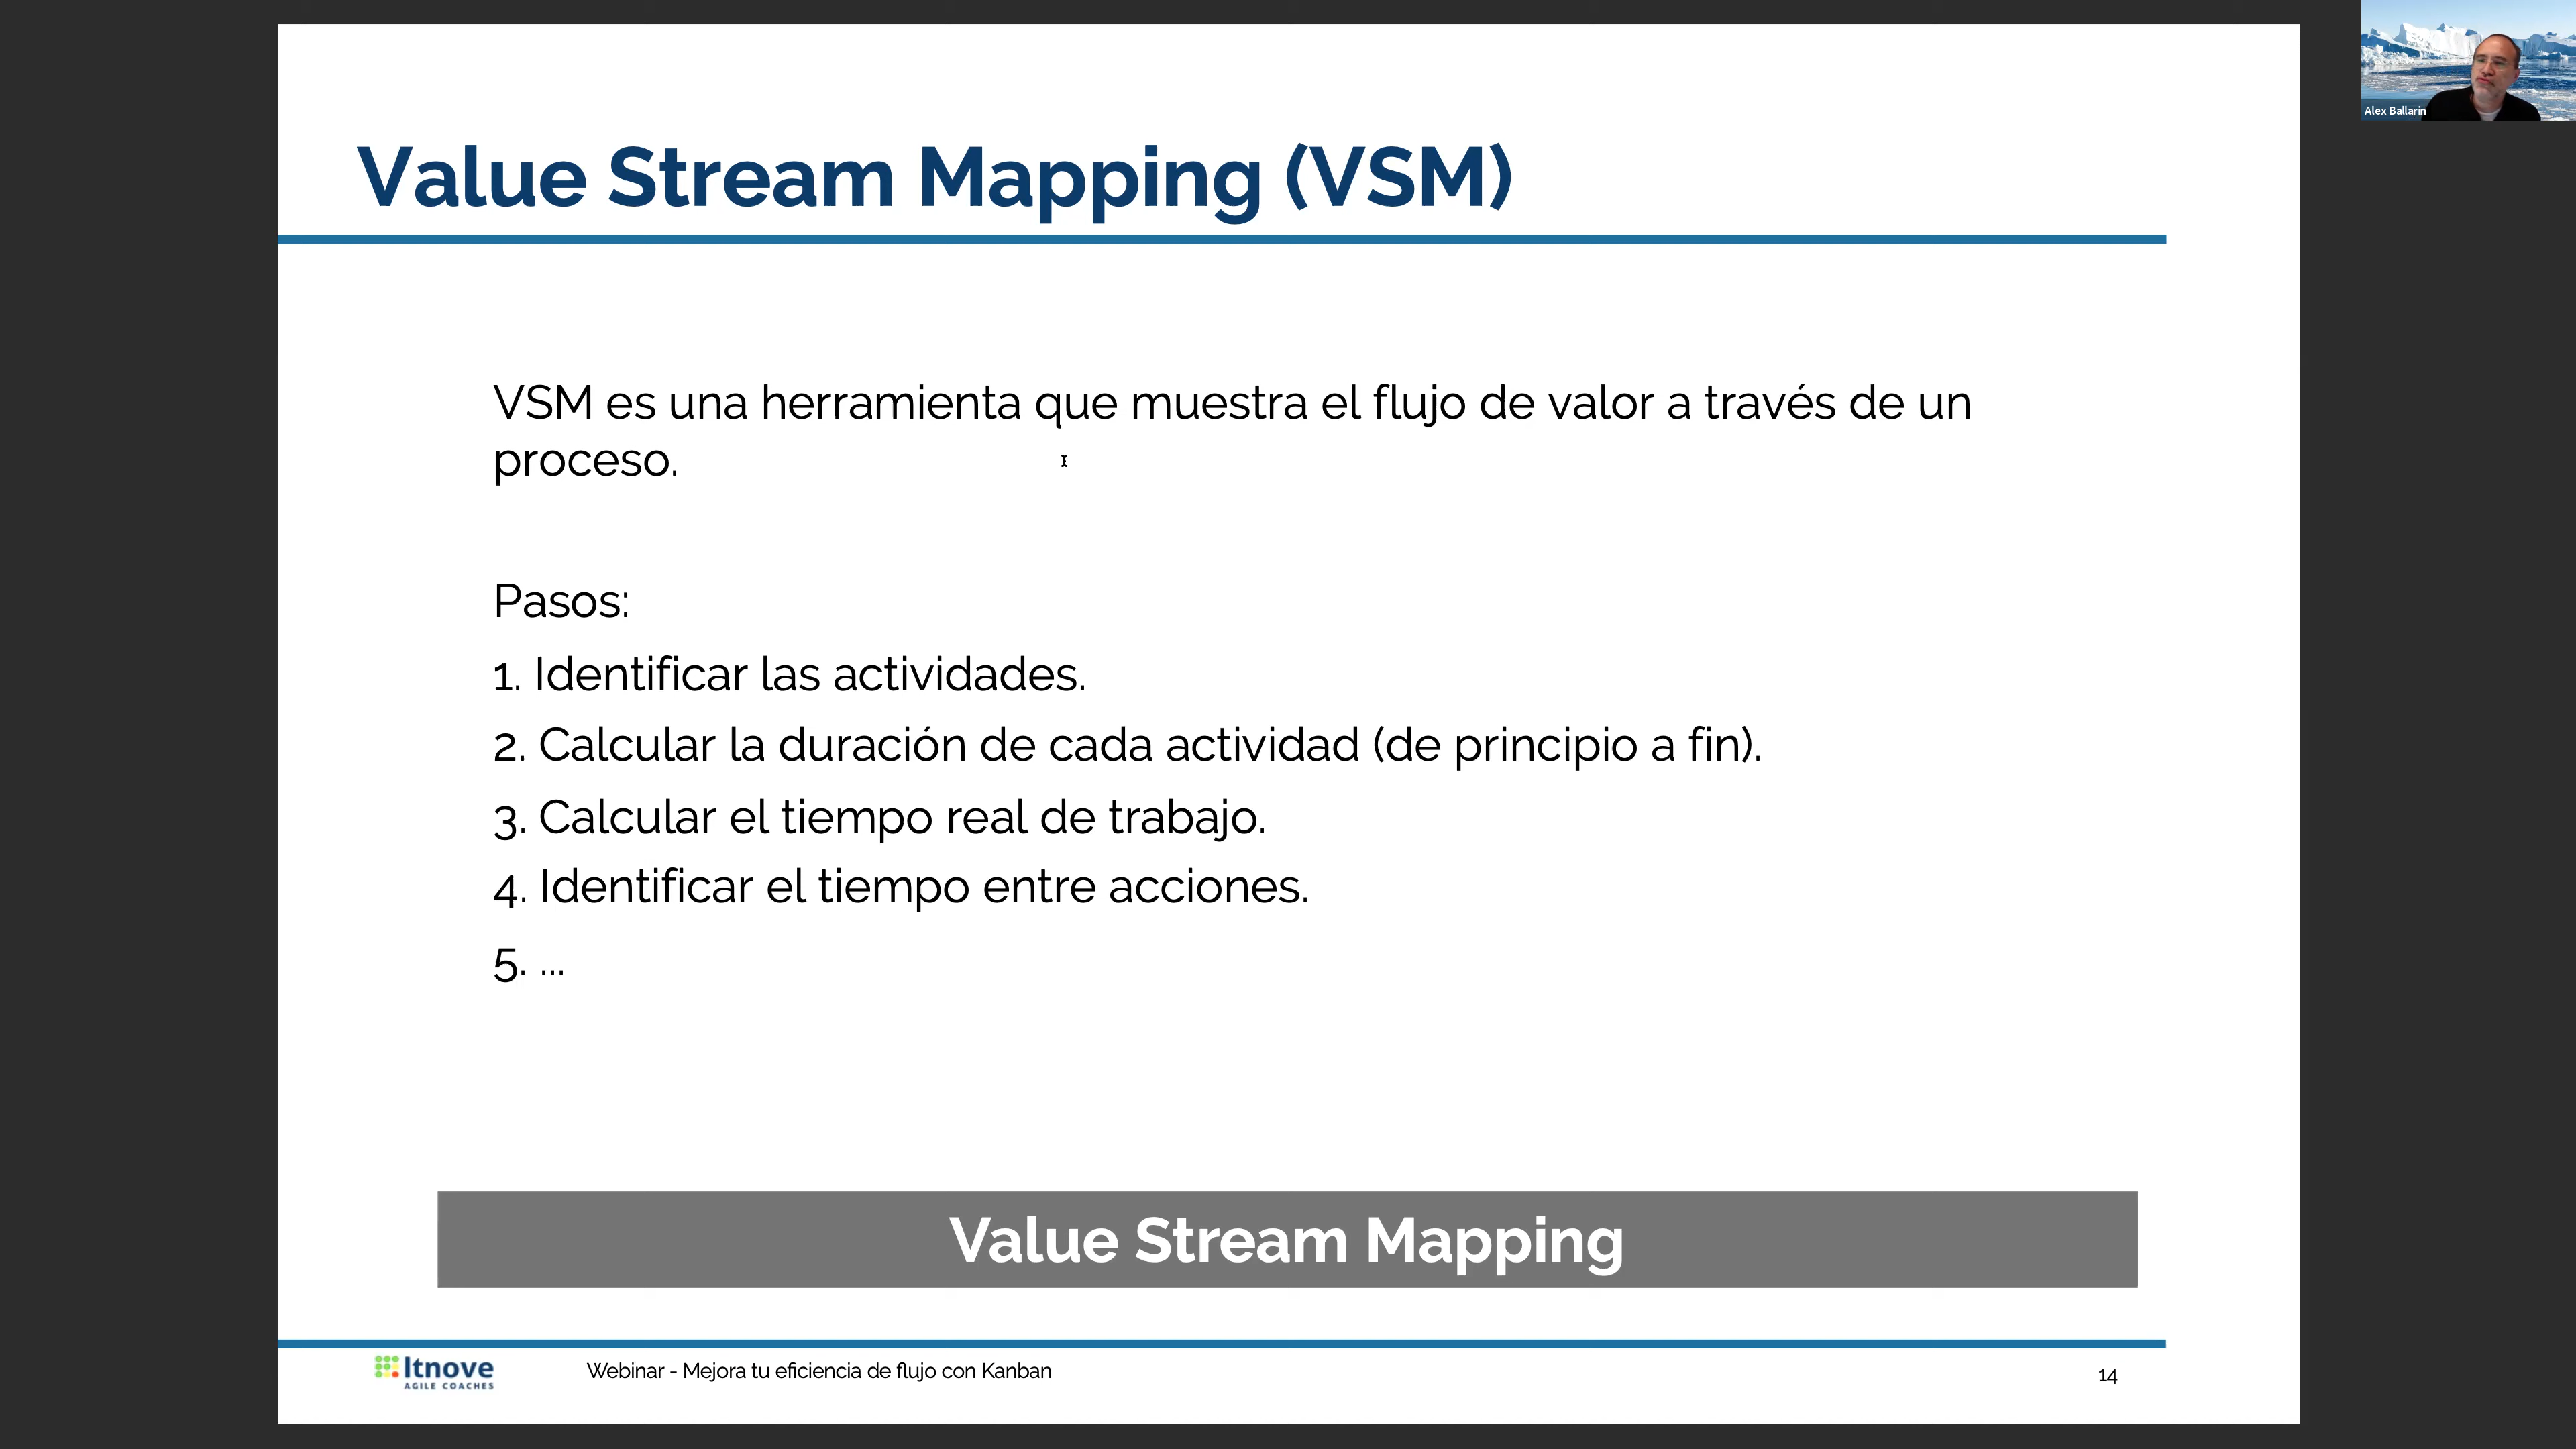 Alex Ballarin
Value Stream Mapping (VSM)
VSM es una herramienta que muestra el flujo de valor a través de un
proceso.
Pasos:
1. Identificar las actividades.
2. Calcular la duración de cada actividad (de principio a fin).
3. Calcular el tiempo real de trabajo.
4. Identificar el tiempo entre acciones.
5. ...
Value Stream Mapping
Itnove
AGILE COACHES
Webinar - Mejora tu eficiencia de flujo con Kanban
14